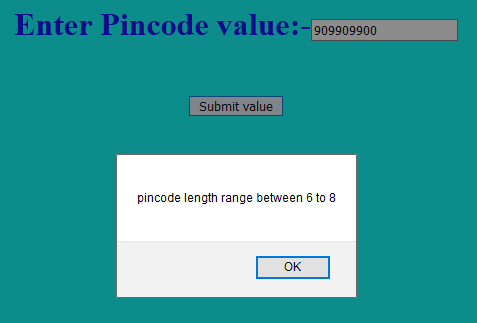 Enter Pincode value:-909909900
Submit value
pincode length range between 6 to 8
OK